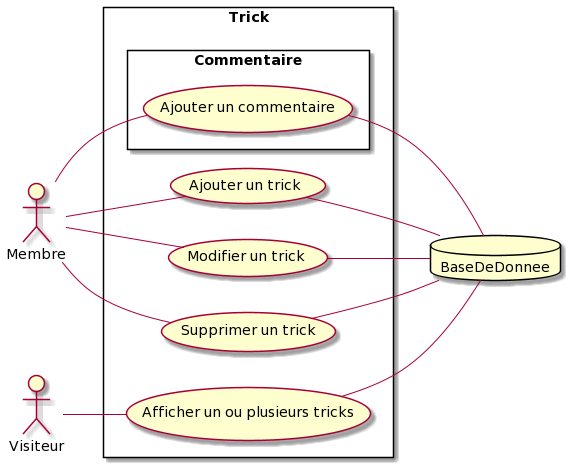 Trick
Commentaire
Ajouter un commentaire
Ajouter un trick
Membre
Modifier un trick
BaseDeDonnee
Supprimer un trick
Afficher un ou plusieurs tricks
Visiteur